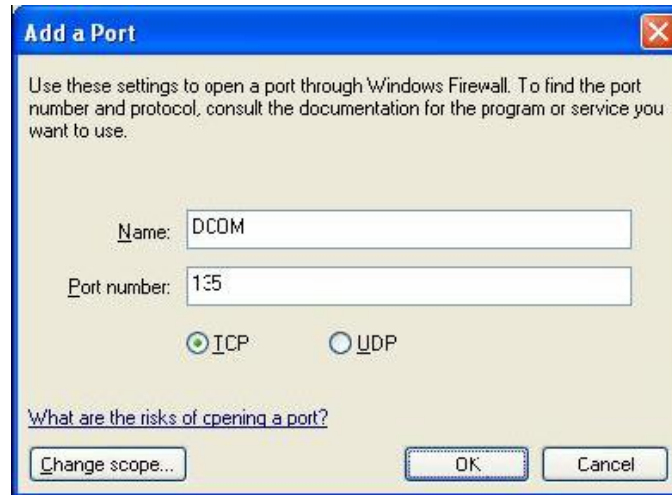 Add a Port
Use these settings to open a port through Windows Firewall. To find the port
number and protocol, consult the documentation for the program or service you
want to use.
Name: DCOM
Port number: 135
TCP UDP
What are the risks of opening a port?
Change scope... OK Cancel